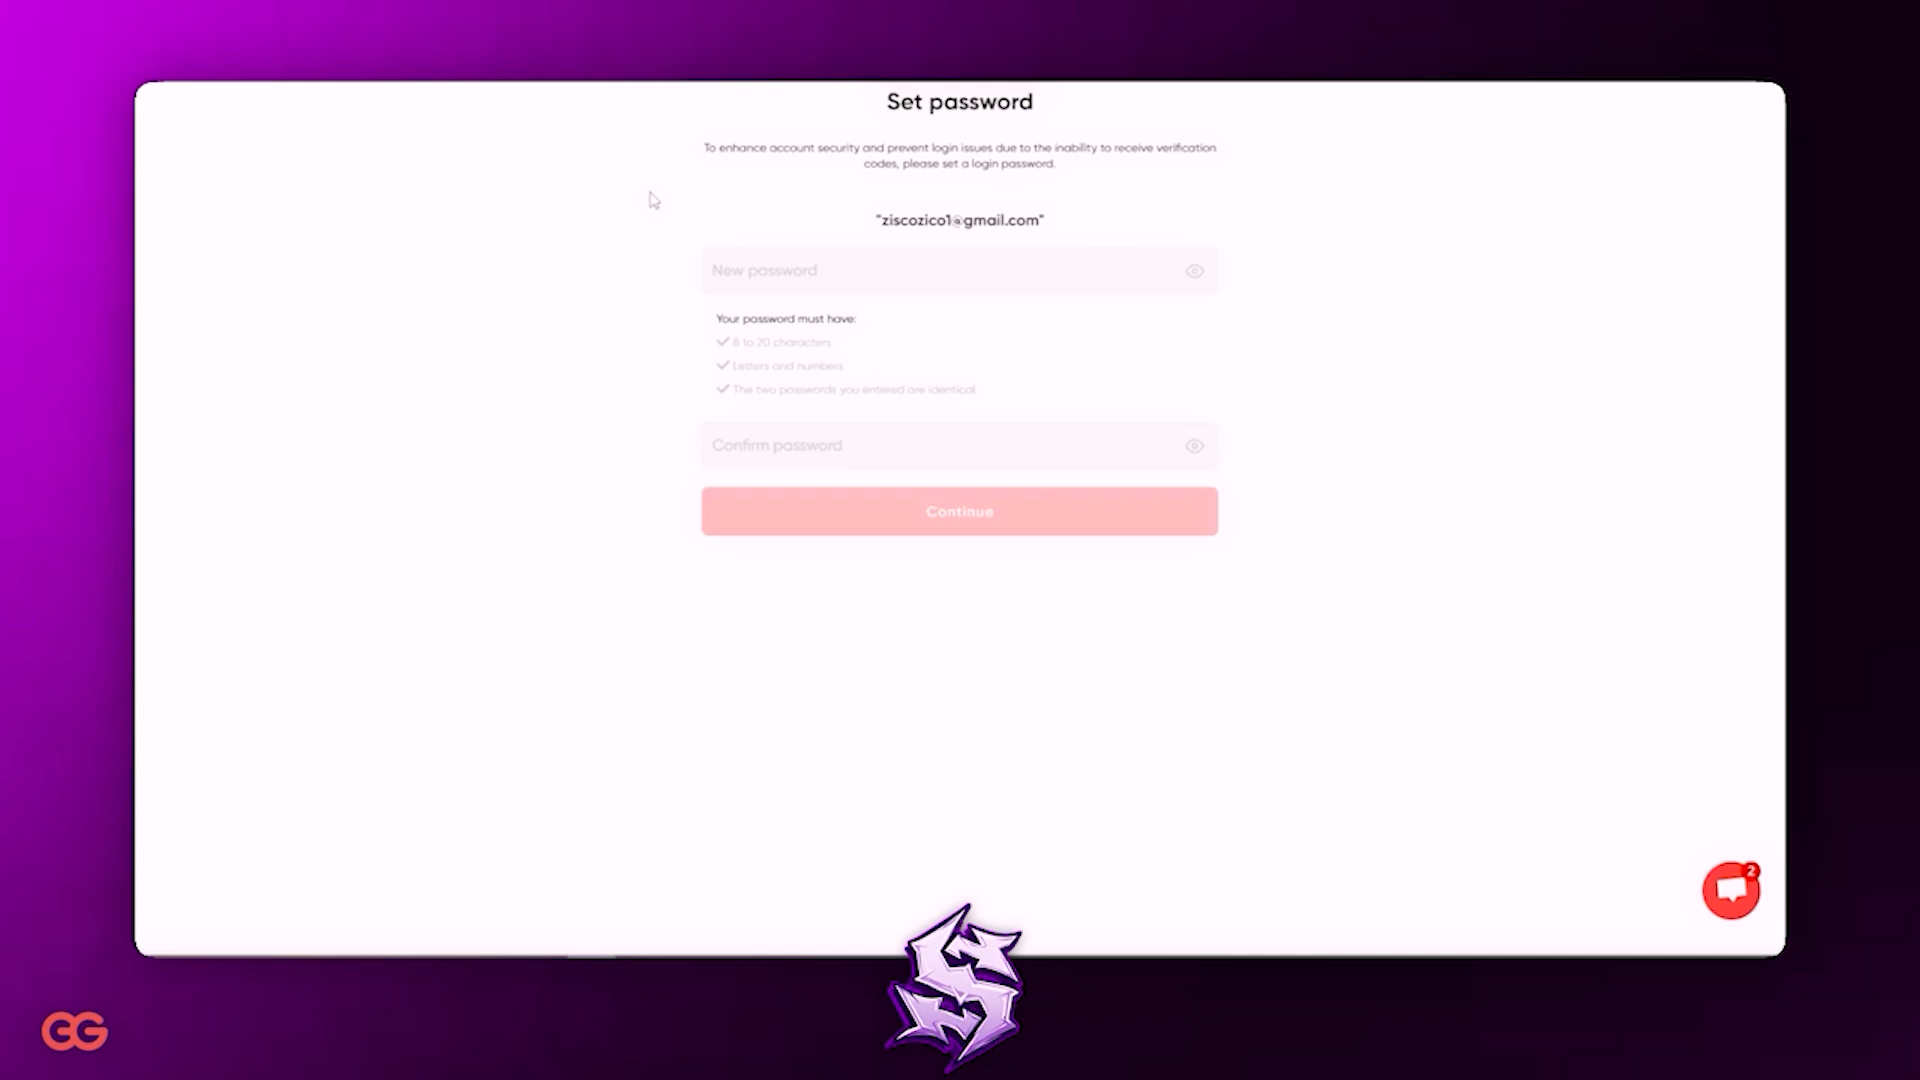 Set password
To enhance account security and prevent login issues due to the inability to receive verification
codes, please set a login password.
"ziscozico1@gmail.com"
New password
Your password must have:
8 to 20 characters
Letters and numbers
The two passwords you entered are identical
Confirm password
Continue
2
S
GG